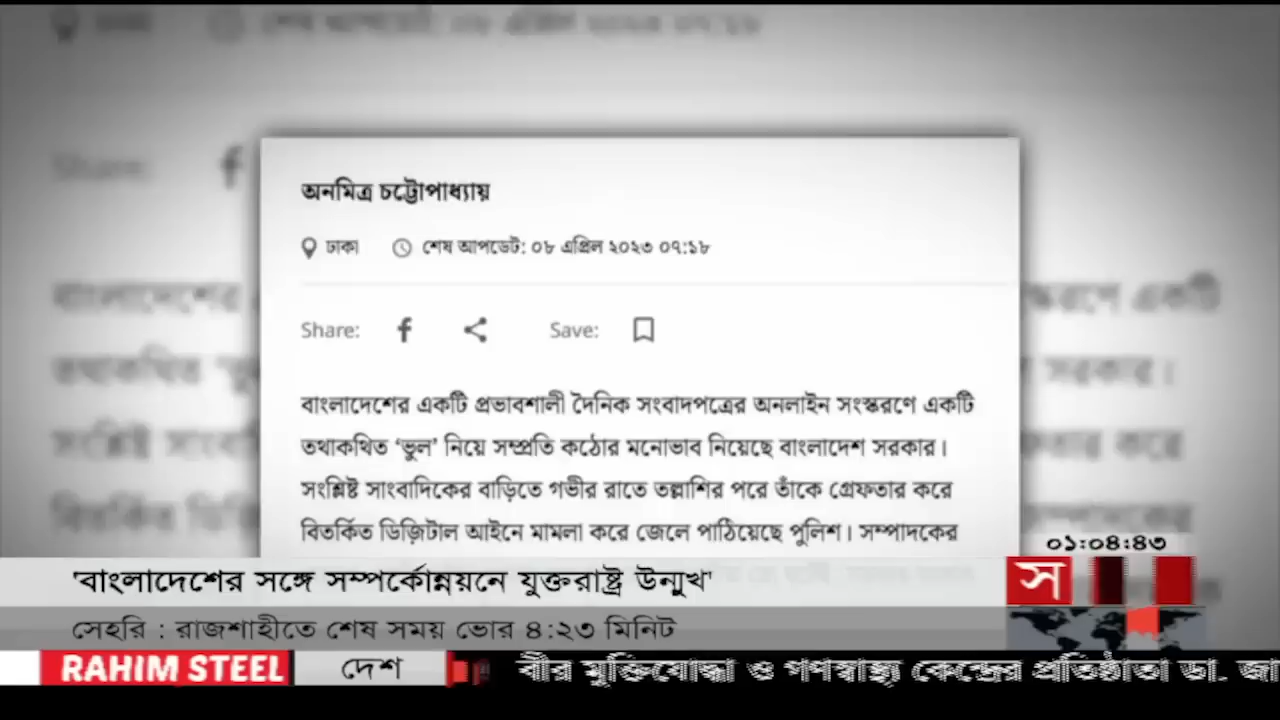 অনমিত্র চট্টোপাধ্যায়
ঢাকা শেষ আপডেট: ০৮ এপ্রিল ২০২৩ ০৭:১৮
Share: Save:
বাংলাদেশের একটি প্রভাবশালী দৈনিক সংবাদপত্রের অনলাইন সংস্করণে একটি
তথাকথিত ‘ভুল’ নিয়ে সম্প্রতি কঠোর মনোভাব নিয়েছে বাংলাদেশ সরকার।
সংশ্লিষ্ট সাংবাদিকের বাড়িতে গভীর রাতে তল্লাশির পরে তাঁকে গ্রেফতার করে
বিতর্কিত ডিজিটাল আইনে মামলা করে জেলে পাঠিয়েছে পুলিশ। সম্পাদকের
০১:০৪:৪৩
'বাংলাদেশের সঙ্গে সম্পর্কোন্নয়নে যুক্তরাষ্ট্র উন্মুখ'
স
সেহরি : রাজশাহীতে শেষ সময় ভোর ৪:২৩ মিনিট
RAHIM STEEL দেশ বীর মুক্তিযোদ্ধা ও গণস্বাস্থ্য কেন্দ্রের প্রতিষ্ঠাতা ডা. জা